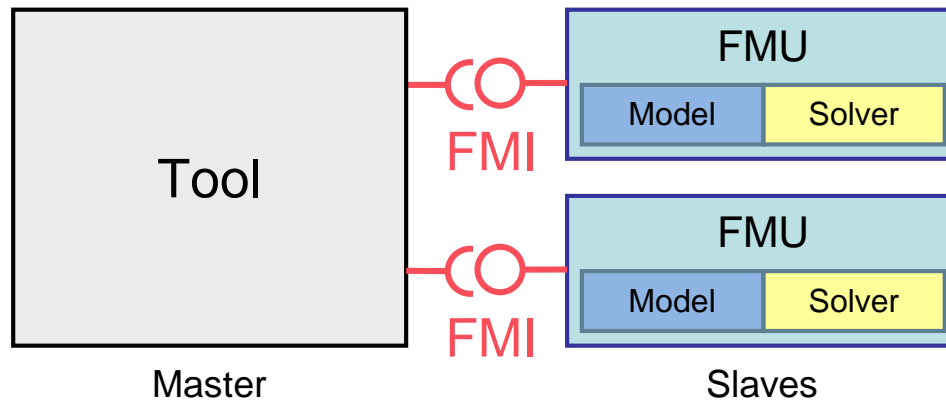 Tool
FMI
FMU
Model Solver
FMI
FMU
Model Solver
Master
Slaves